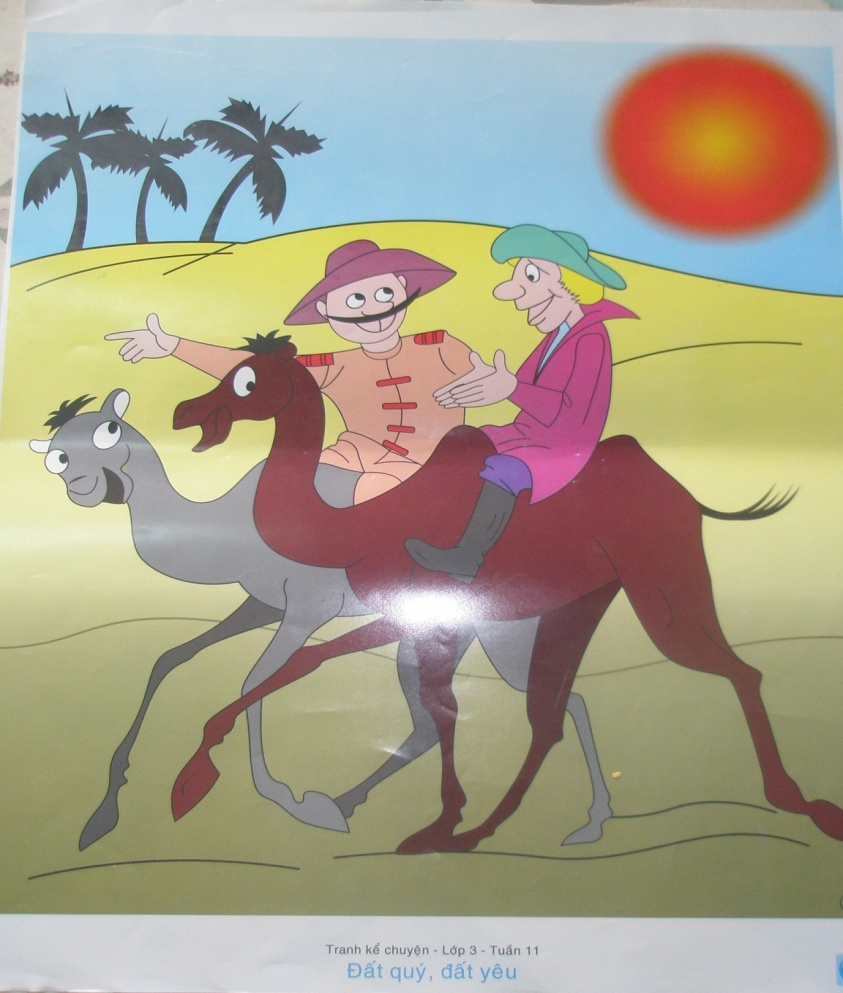 Tranh kể chuyện - Lớp 3 - Tuần 11
Đất quý, đất yêu